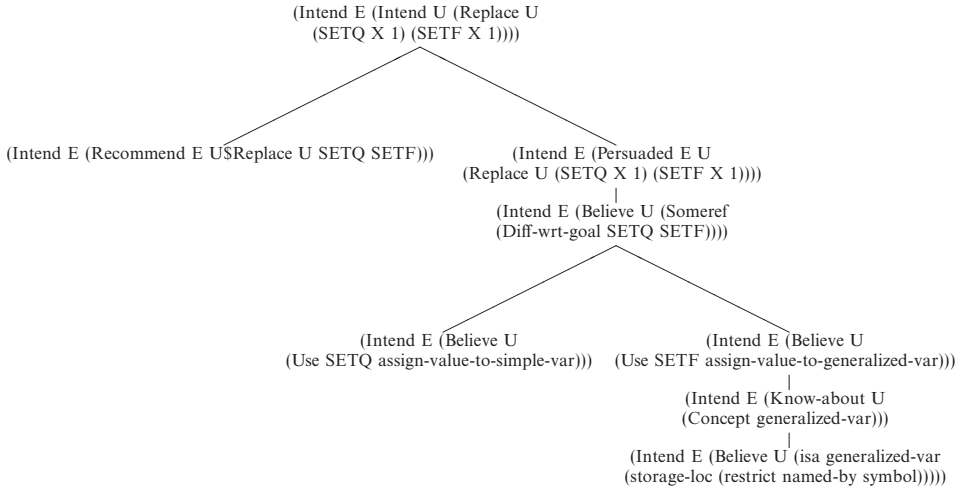 (Intend E (Intend U (Replace U
(SETQ X 1) (SETF X 1))))
(Intend E (Recommend E U$Replace U SETQ SETF)))
(Intend E (Persuaded E U
(Replace U (SETQ X 1) (SETF X 1))))
(Intend E (Believe U (Someref
(Diff-wrt-goal SETQ SETF))))
(Intend E (Believe U
(Use SETQ assign-value-to-simple-var)))
(Intend E (Believe U
(Use SETF assign-value-to-generalized-var)))
(Intend E (Know-about U
(Concept generalized-var)))
(Intend E (Believe U (isa generalized-var
(storage-loc (restrict named-by symbol)))))